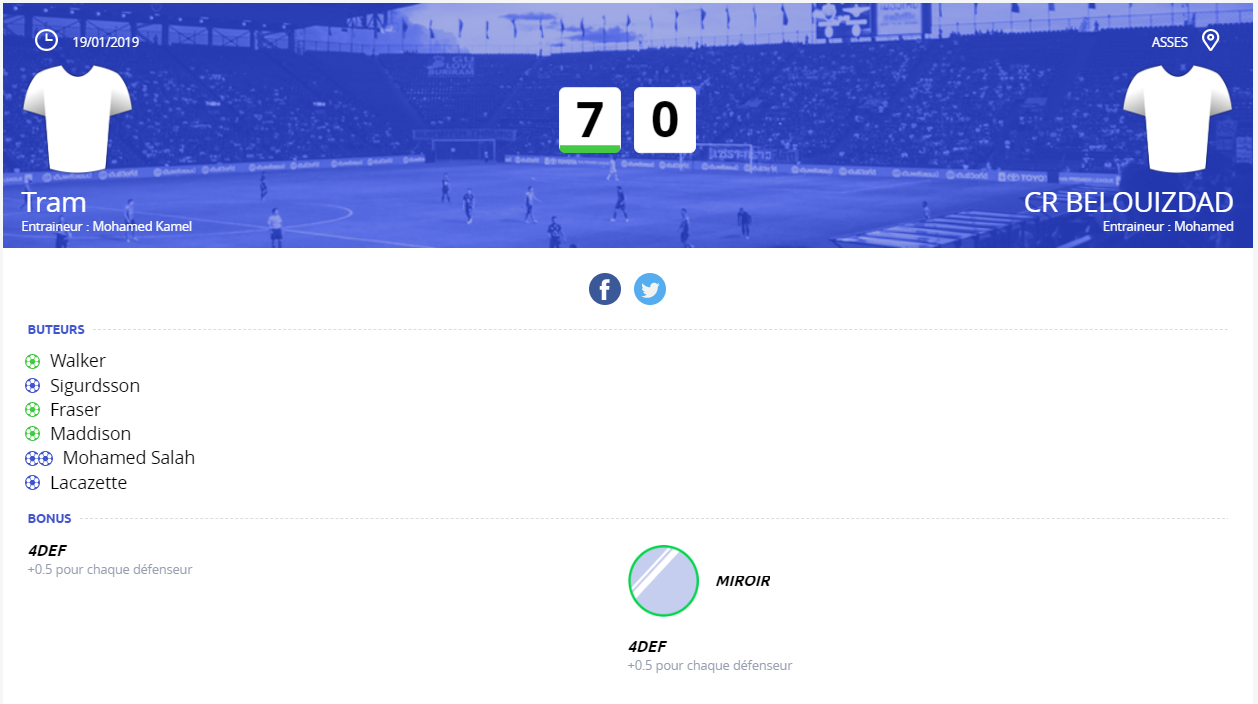 19/01/2019
ASSES
7 0
Tram
Entraineur : Mohamed Kamel
CR BELOUIZDAD
Entraineur : Mohamed
BUTEURS
Walker
Sigurdsson
Fraser
Maddison
Mohamed Salah
Lacazette
BONUS
4DEF
+0.5 pour chaque défenseur
MIROIR
4DEF
+0.5 pour chaque défenseur